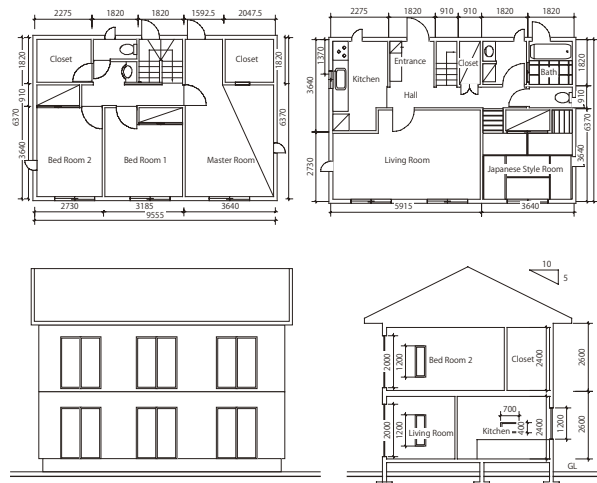 2275 1820 1820 1592.5 2047.5
Closet
Closet
1820
910
3640
6370
1820
6370
Bed Room 2
Bed Room 1
Master Room
2730 3185 3640
9555
2275 1820 910 910 1820 1820
1370
3640
2730
Kitchen
Entrance
Closet
Bath
Hall
1820
910
6370
3640
Living Room
Japanese Style Room
5915 3640
10
5
2000
1200
Bed Room 2
Closet
2400
2600
2000
1200
Living Room
700
400
Kitchen
2400
1200
2600
GL